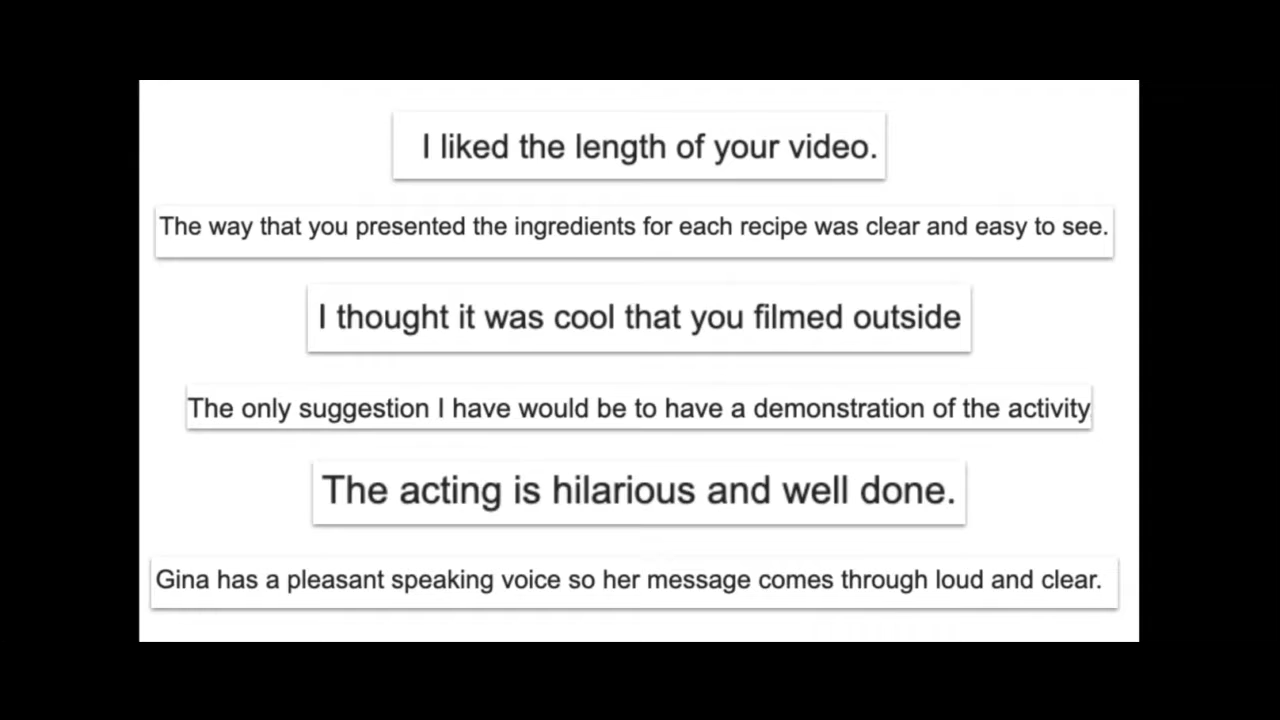 I liked the length of your video.
The way that you presented the ingredients for each recipe was clear and easy to see.
I thought it was cool that you filmed outside
The only suggestion I have would be to have a demonstration of the activity
The acting is hilarious and well done.
Gina has a pleasant speaking voice so her message comes through loud and clear.